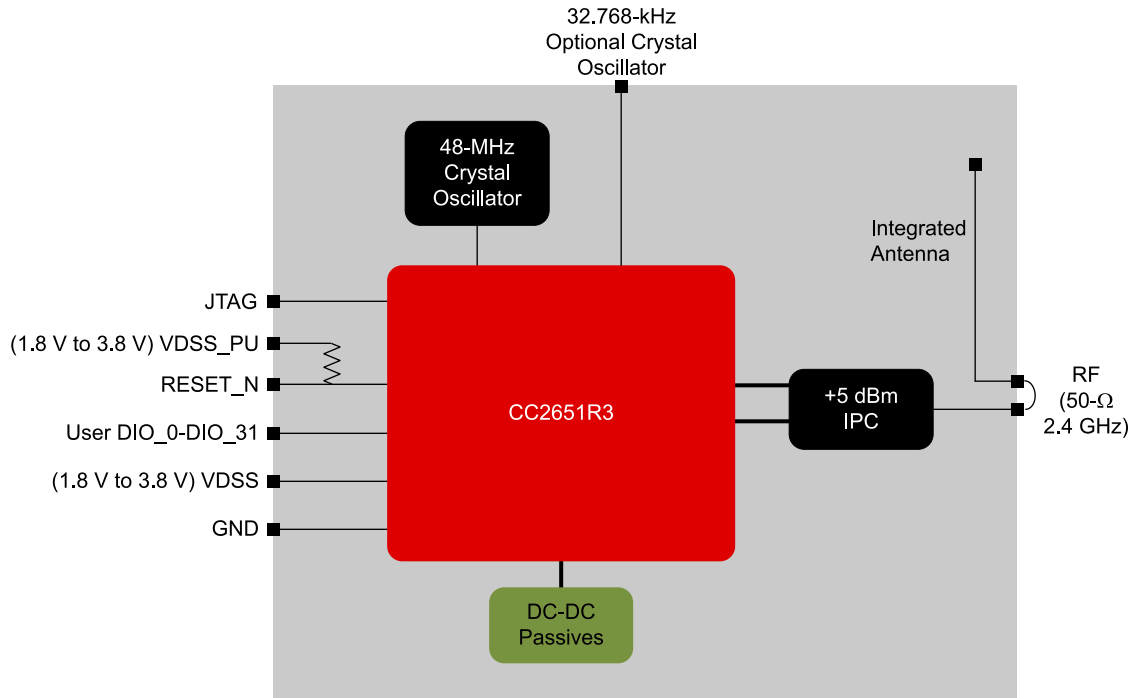 32.768-kHz
Optional Crystal
Oscillator
48-MHz
Crystal
Oscillator
Integrated
Antenna
JTAG
(1.8 V to 3.8 V) VDSS_PU
RESET_N
User DIO_0-DIO_31
(1.8 V to 3.8 V) VDSS
GND
CC2651R3
+5 dBm
IPC
RF
(50-Ω
2.4 GHz)
DC-DC
Passives